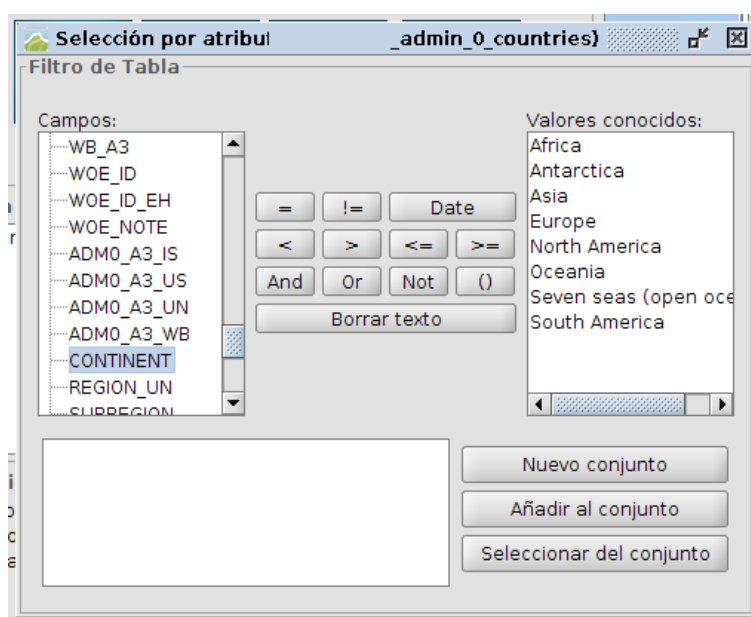 Selección por atribut _admin_0_countries)
Filtro de Tabla
Campos:
WB_A3
WOE_ID
WOE_ID_EH
WOE_NOTE
ADM0_A3_IS
ADM0_A3_US
ADM0_A3_UN
ADM0_A3_WB
CONTINENT
REGION_UN
SUBREGION
= != Date
< > <= >=
And Or Not ()
Borrar texto
Valores conocidos:
Africa
Antarctica
Asia
Europe
North America
Oceania
Seven seas (open oce
South America
Nuevo conjunto
Añadir al conjunto
Seleccionar del conjunto